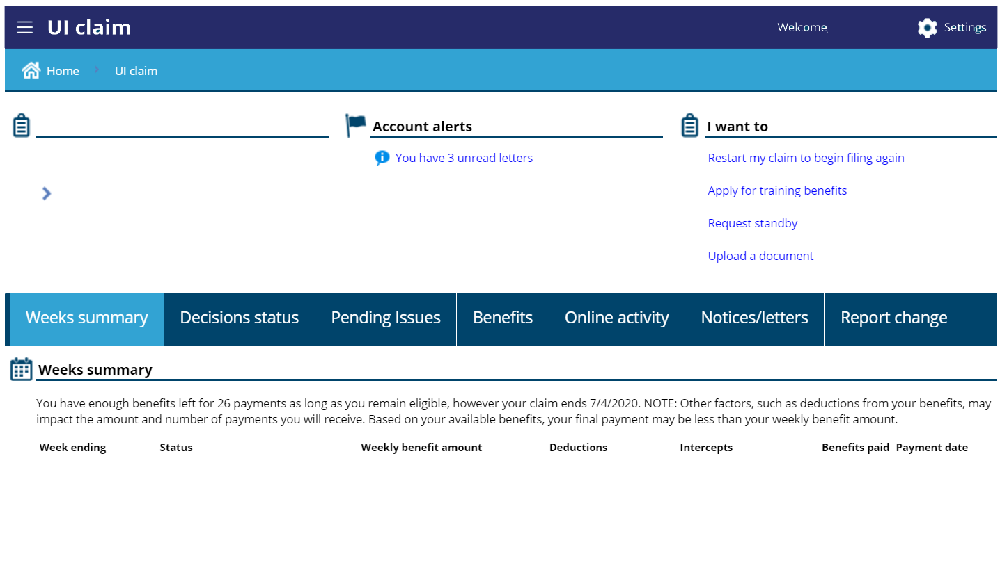 UI claim
Welcome
Settings
Home
UI claim
Account alerts
You have 3 unread letters
I want to
Restart my claim to begin filing again
Apply for training benefits
Request standby
Upload a document
Weeks summary Decisions status Pending Issues Benefits Online activity Notices/letters Report change
Weeks summary
You have enough benefits left for 26 payments as long as you remain eligible, however your claim ends 7/4/2020. NOTE: Other factors, such as deductions from your benefits, may
impact the amount and number of payments you will receive. Based on your available benefits, your final payment may be less than your weekly benefit amount.
Week ending Status Weekly benefit amount Deductions Intercepts Benefits paid Payment date